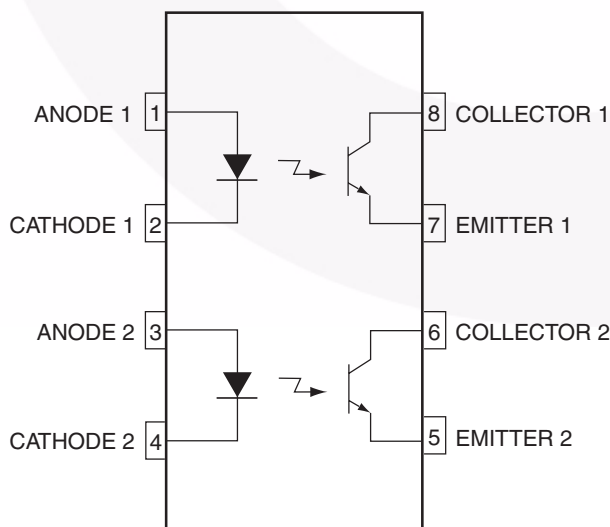 ANODE 1 1 8 COLLECTOR 1
CATHODE 1 2 7 EMITTER 1
ANODE 2 3 6 COLLECTOR 2
CATHODE 2 4 5 EMITTER 2